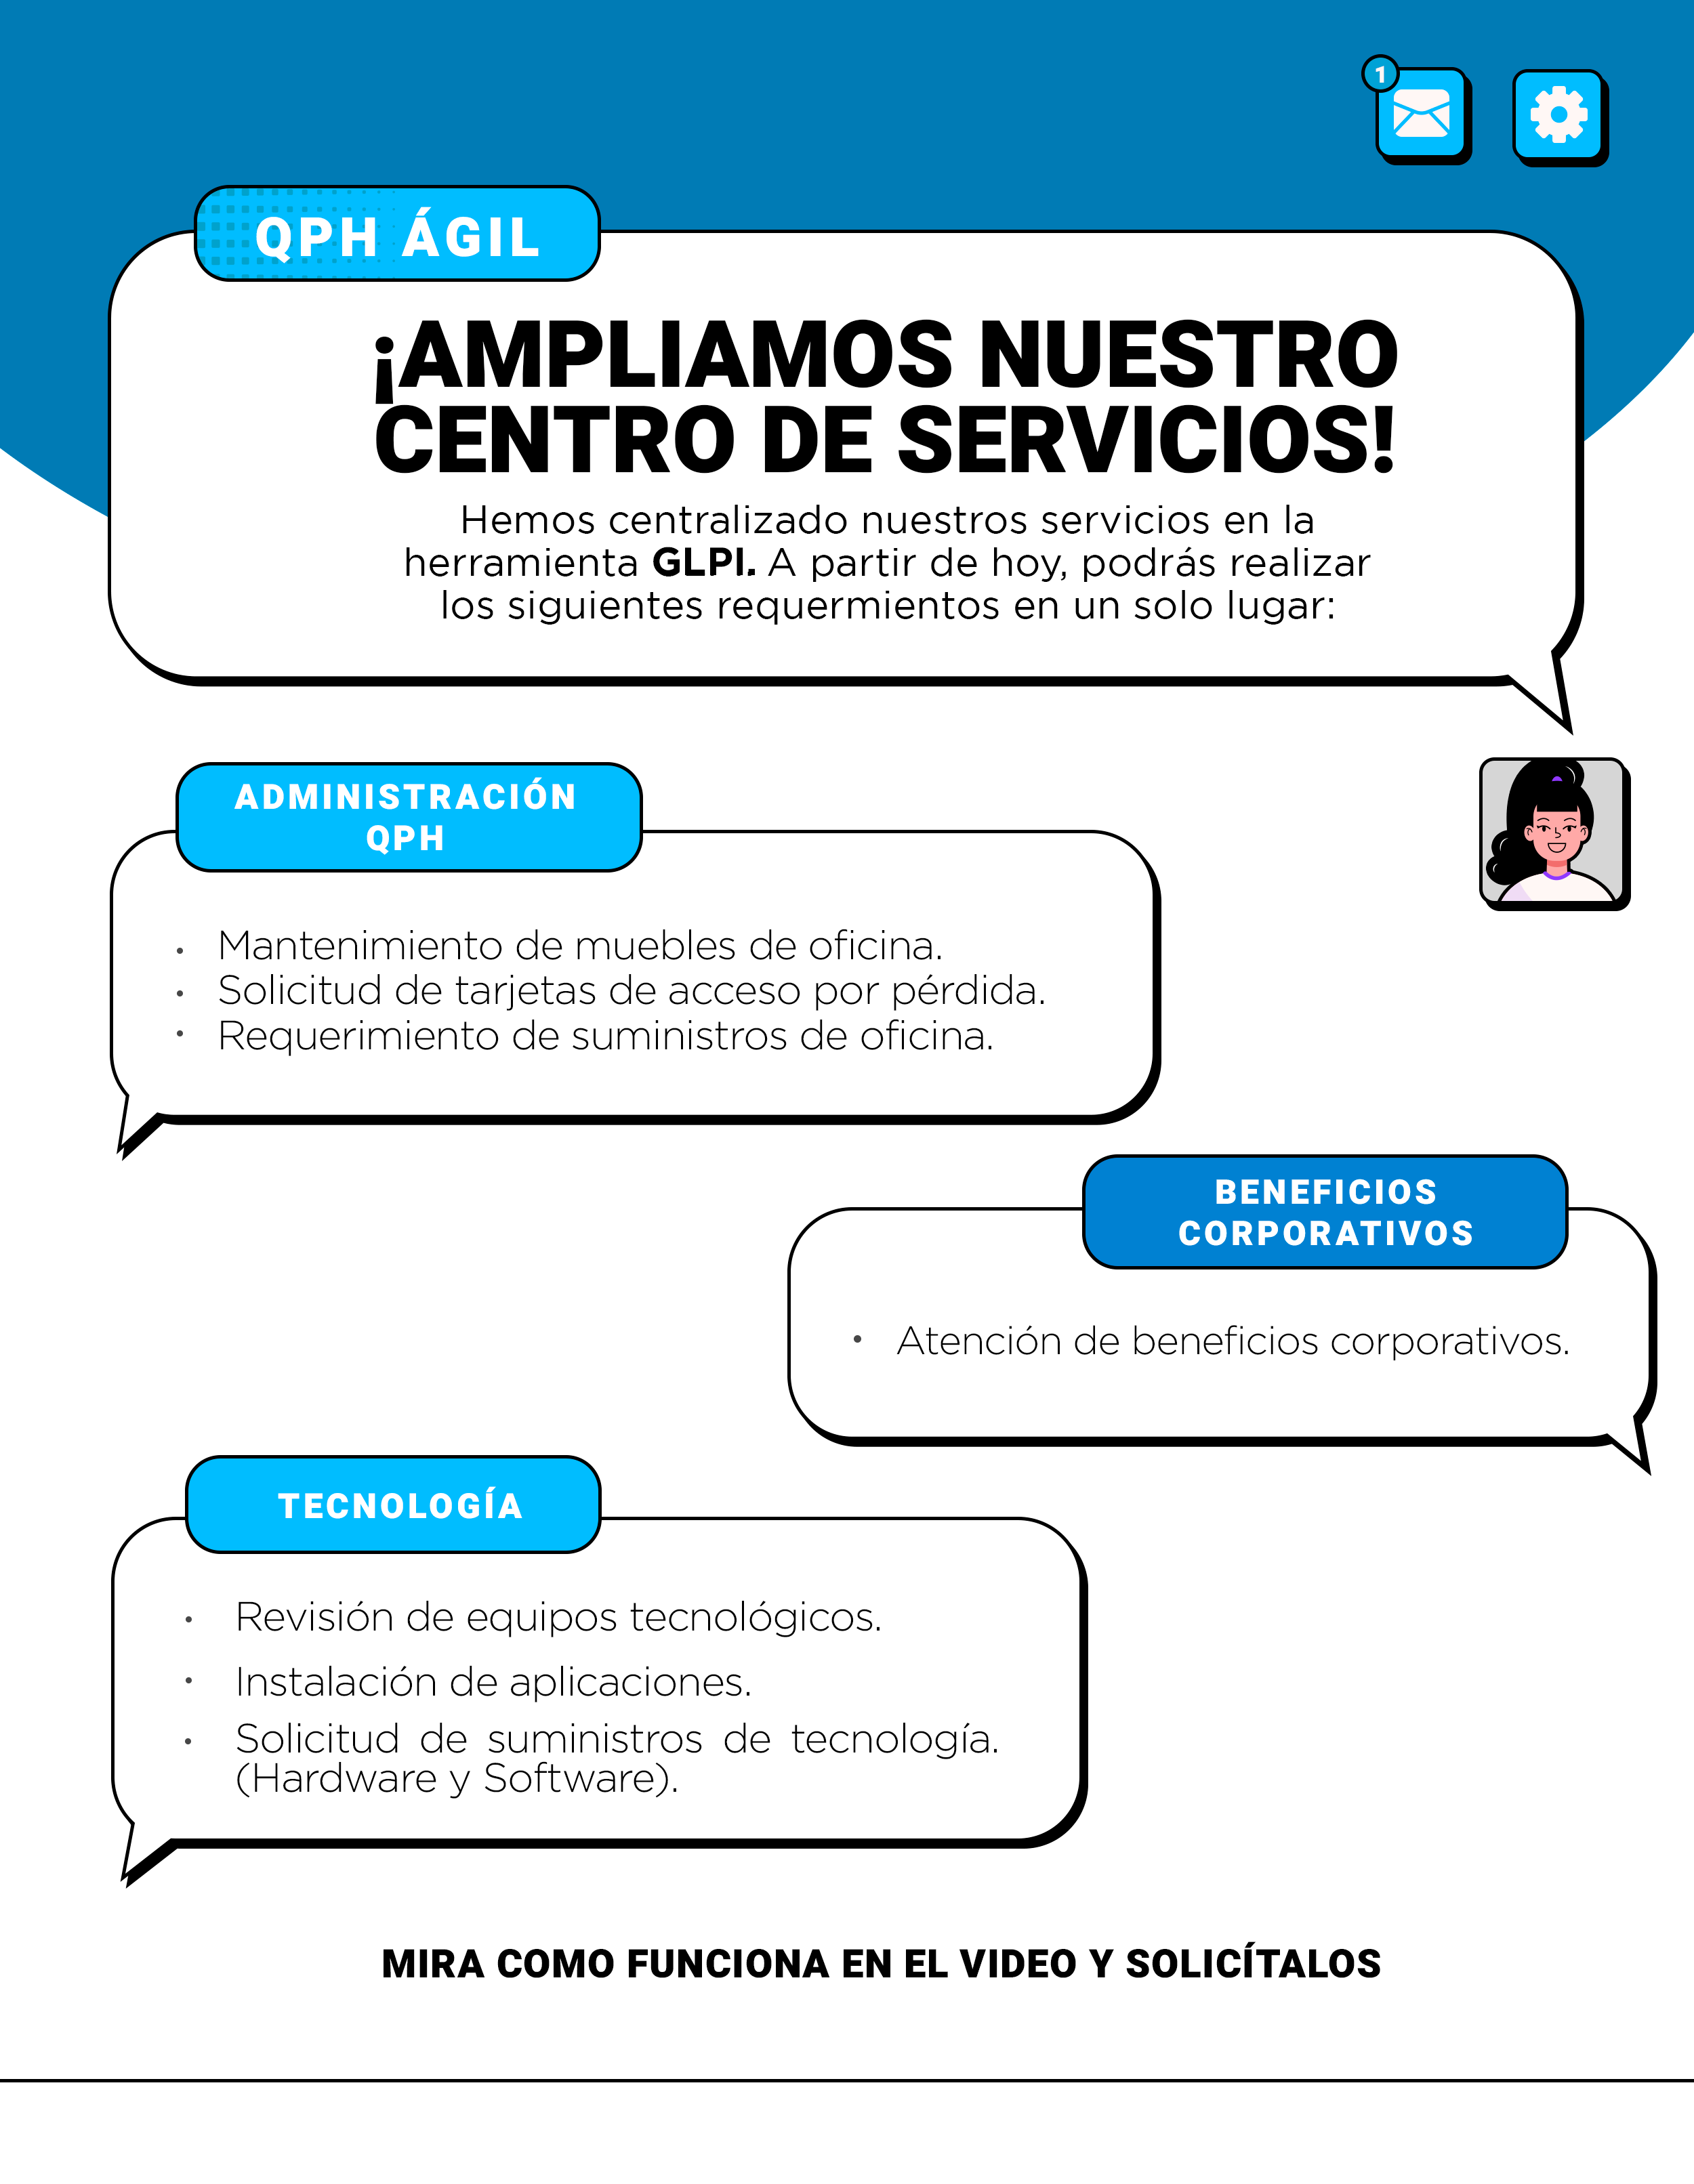 1
QPH ÁGIL
¡AMPLIAMOS NUESTRO
CENTRO DE SERVICIOS!
Hemos centralizado nuestros servicios en la
herramienta GLPI. A partir de hoy, podrás realizar
los siguientes requermientos en un solo lugar:
ADMINISTRACIÓN
QPH
• Mantenimiento de muebles de oficina.
• Solicitud de tarjetas de acceso por pérdida.
• Requerimiento de suministros de oficina.
BENEFICIOS
CORPORATIVOS
• Atención de beneficios corporativos.
TECNOLOGÍA
• Revisión de equipos tecnológicos.
• Instalación de aplicaciones.
• Solicitud de suministros de tecnología.
(Hardware y Software).
MIRA COMO FUNCIONA EN EL VIDEO Y SOLICÍTALOS